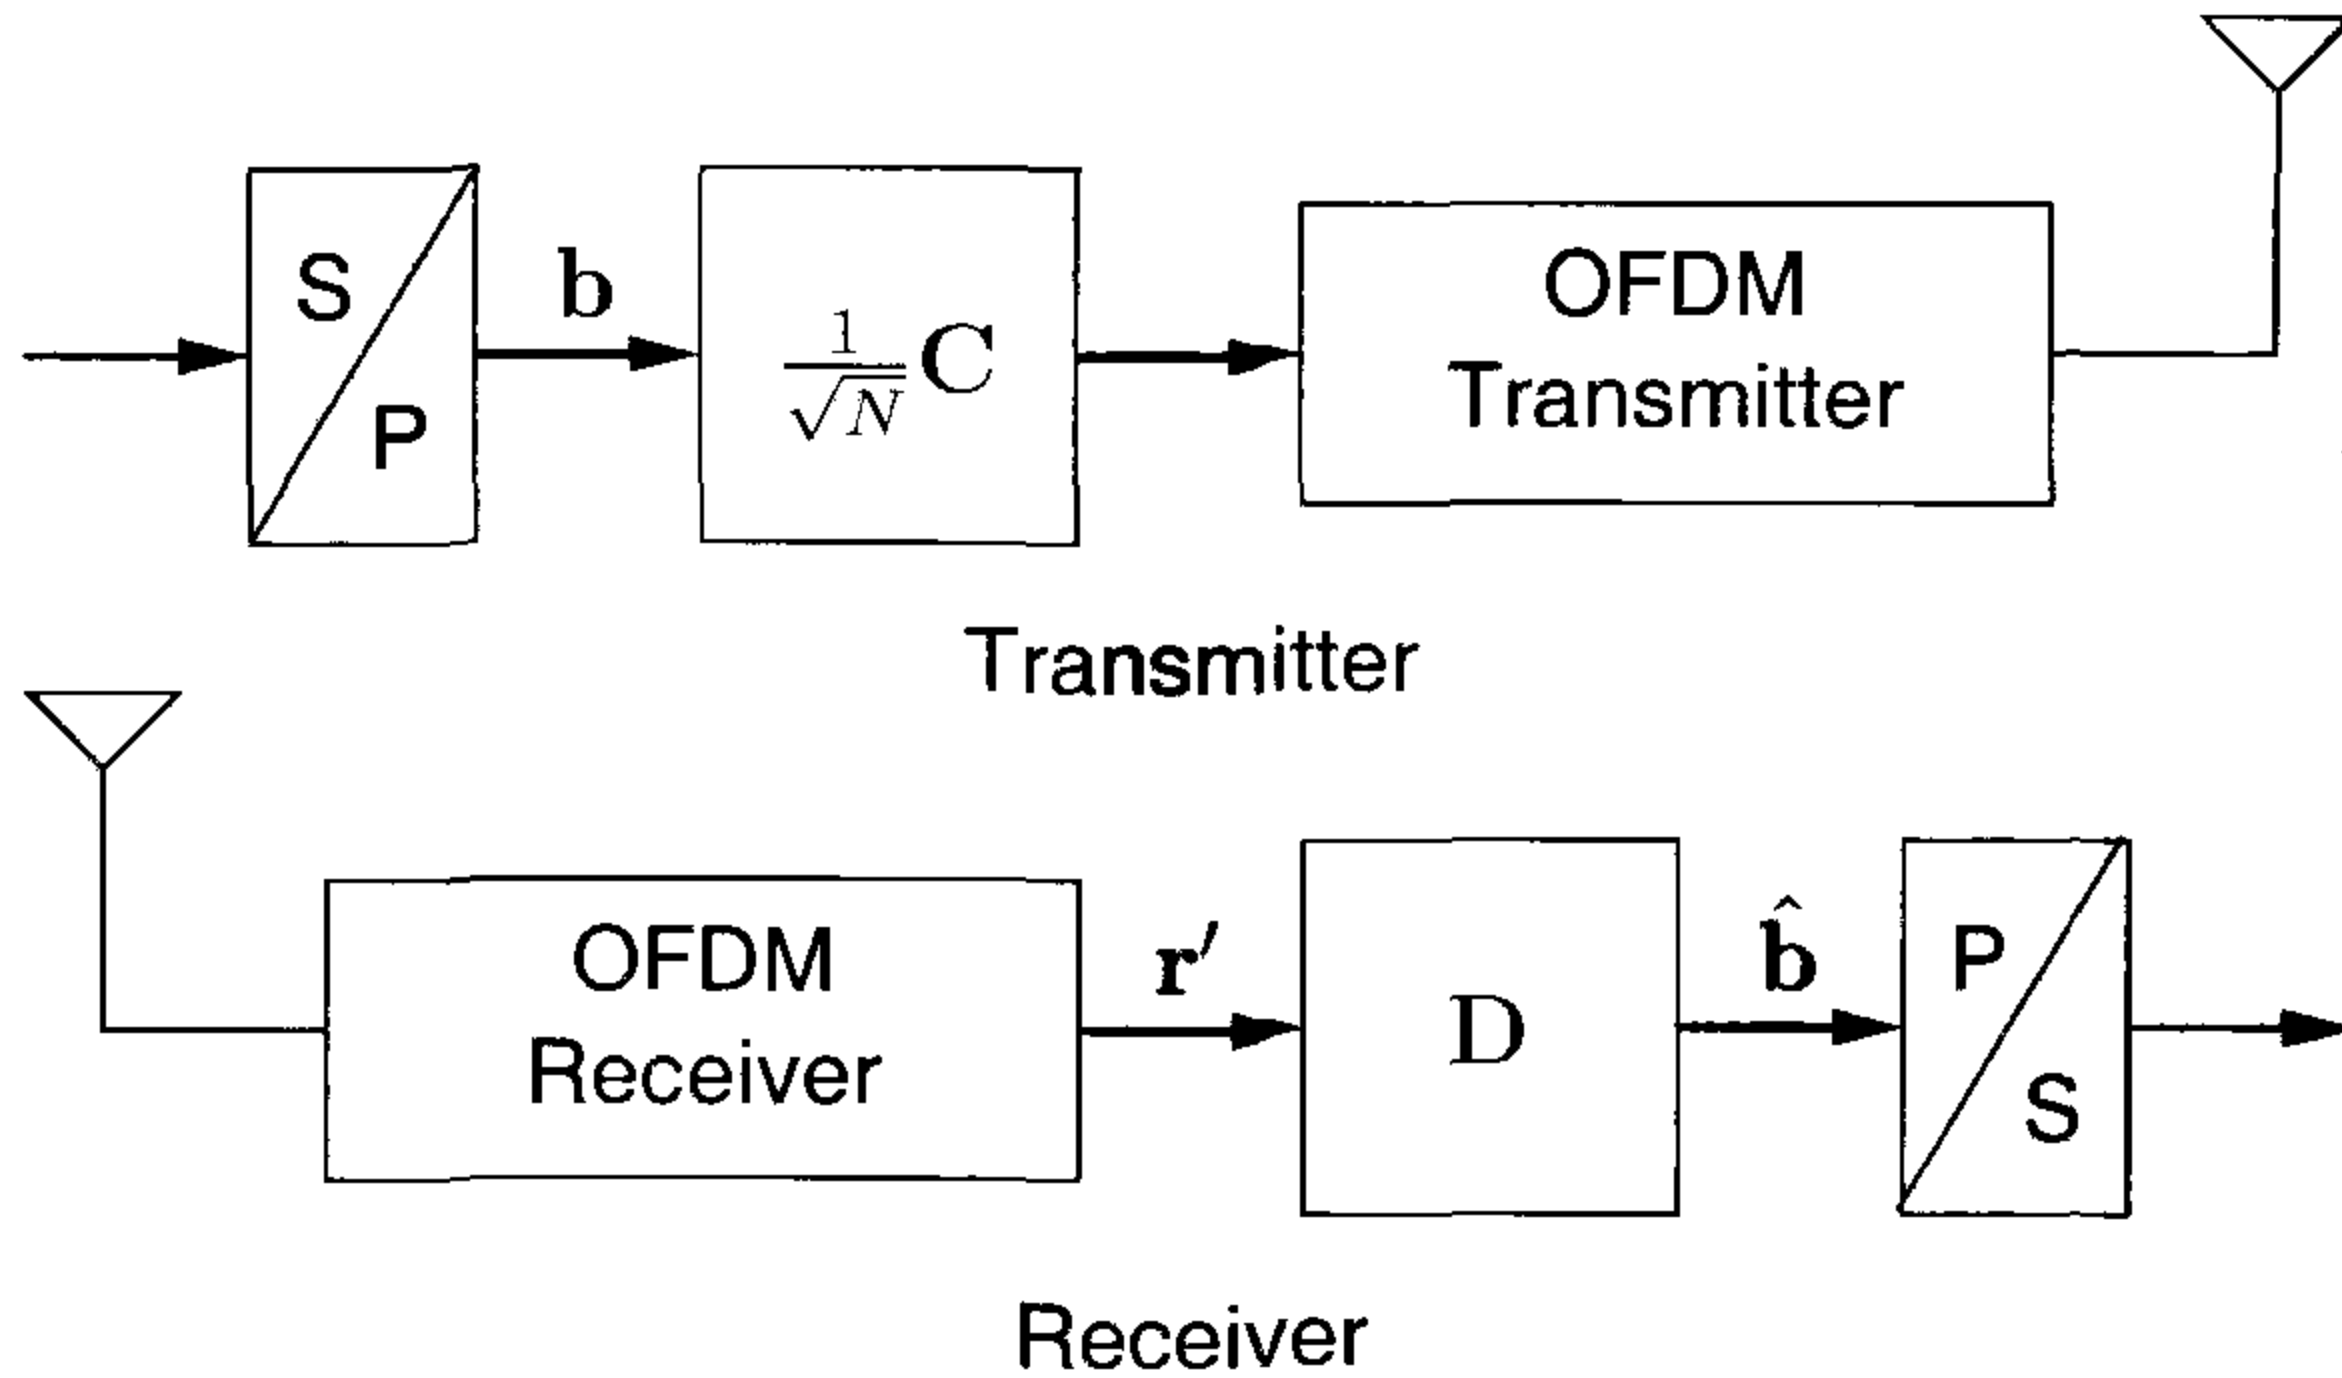 S
P
b
1
√N C
OFDM
Transmitter
Transmitter
OFDM
Receiver
r′
D
b̂
P
S
Receiver